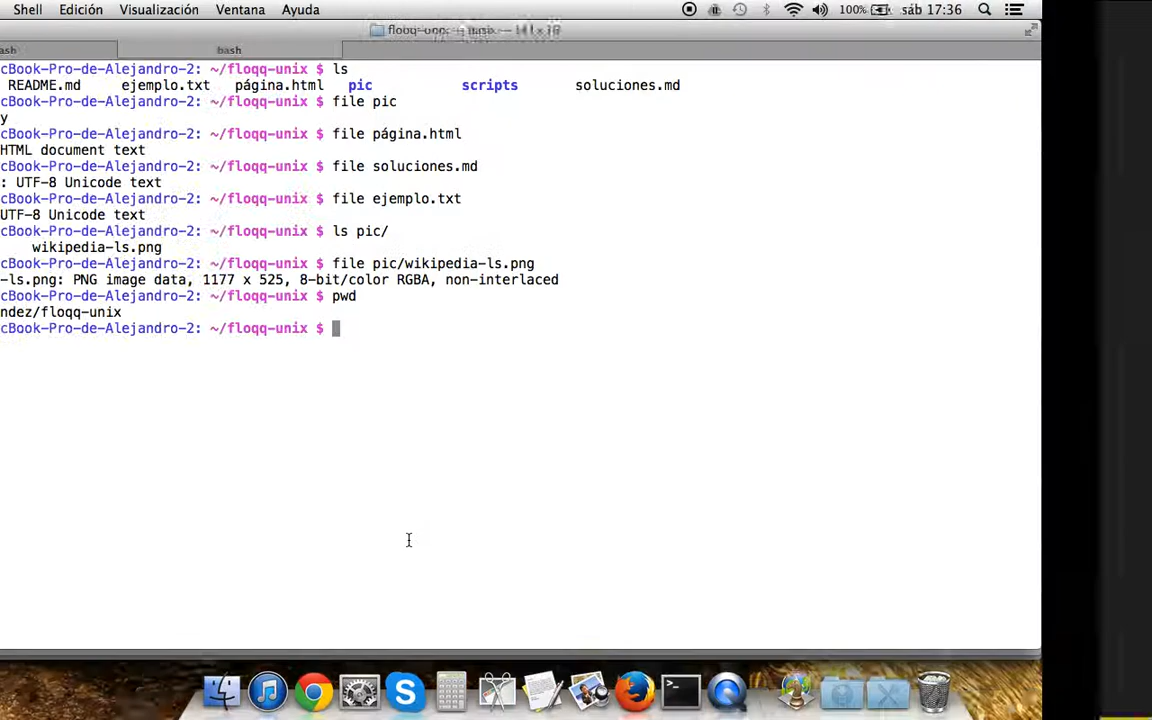 Shell Edición Visualización Ventana Ayuda 100% sáb 17:36
bash
cBook-Pro-de-Alejandro-2: ~/floqq-unix $ ls
README.md ejemplo.txt página.html pic scripts soluciones.md
cBook-Pro-de-Alejandro-2: ~/floqq-unix $ file pic
y
cBook-Pro-de-Alejandro-2: ~/floqq-unix $ file página.html
HTML document text
cBook-Pro-de-Alejandro-2: ~/floqq-unix $ file soluciones.md
: UTF-8 Unicode text
cBook-Pro-de-Alejandro-2: ~/floqq-unix $ file ejemplo.txt
UTF-8 Unicode text
cBook-Pro-de-Alejandro-2: ~/floqq-unix $ ls pic/
wikipedia-ls.png
cBook-Pro-de-Alejandro-2: ~/floqq-unix $ file pic/wikipedia-ls.png
-ls.png: PNG image data, 1177 x 525, 8-bit/color RGBA, non-interlaced
cBook-Pro-de-Alejandro-2: ~/floqq-unix $ pwd
ndez/floqq-unix
cBook-Pro-de-Alejandro-2: ~/floqq-unix $